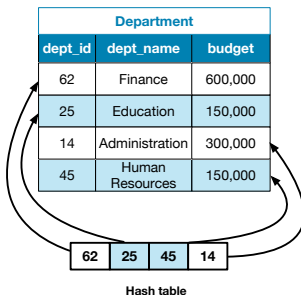 Department
dept_id dept_name budget
62 Finance 600,000
25 Education 150,000
14 Administration 300,000
45 Human Resources 150,000
62 25 45 14
Hash table